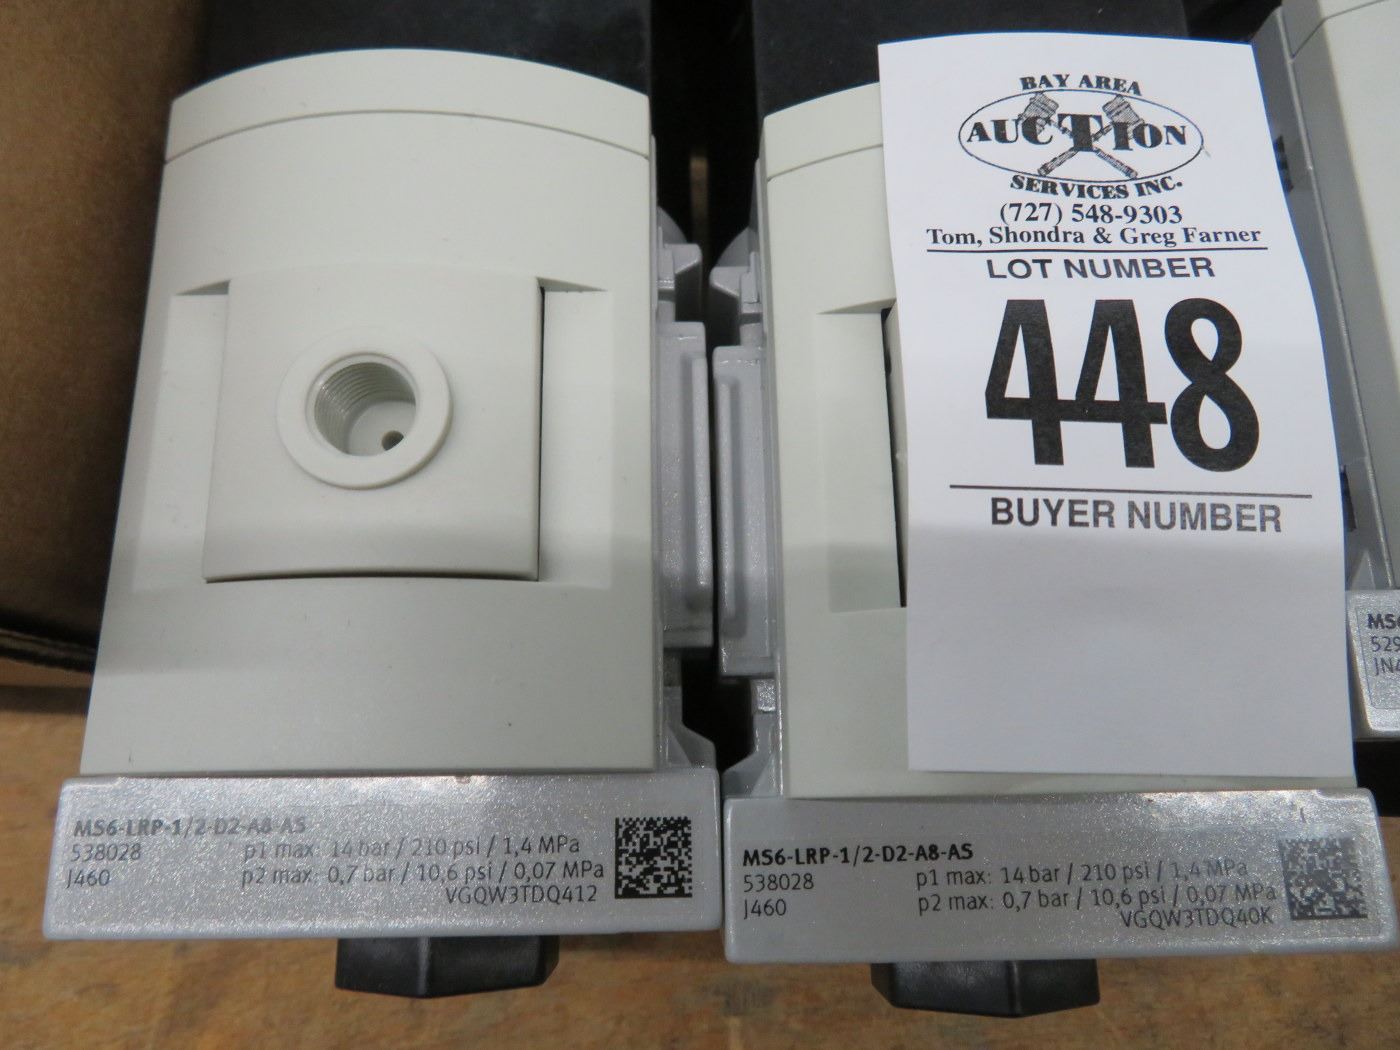 BAY AREA
AUCTION
SERVICES INC.
(727) 548-9303
Tom, Shondra & Greg Farner
LOT NUMBER
448
BUYER NUMBER
MS6-LRP-1/2-D2-A8-AS
538028 p1 max: 14 bar / 210 psi / 1,4 MPa
J460 p2 max: 0,7 bar / 10,6 psi / 0,07 MPa
VGQW3TDQ412
MS6-LRP-1/2-D2-A8-AS
538028 p1 max: 14 bar / 210 psi / 1,4 MPa
J460 p2 max: 0,7 bar / 10,6 psi / 0,07 MPa
VGQW3TDQ40K